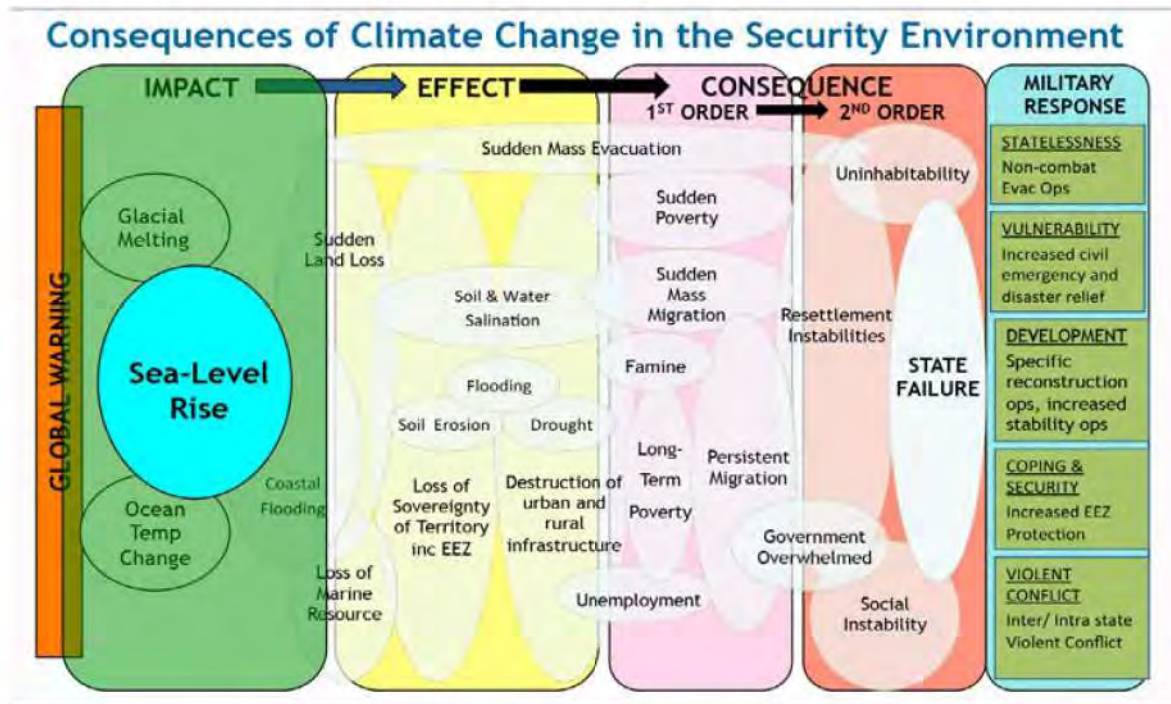 Consequences of Climate Change in the Security Environment
IMPACT
EFFECT
CONSEQUENCE
1ST ORDER
2ND ORDER
MILITARY
RESPONSE
GLOBAL WARNING
Glacial
Melting
Sea-Level
Rise
Ocean
Temp
Change
Coastal
Flooding
Sudden Mass Evacuation
Sudden
Land Loss
Soil & Water
Salination
Flooding
Soil Erosion
Drought
Loss of
Sovereignty
of Territory
inc EEZ
Destruction of
urban and
rural
infrastructure
Loss of
Marine
Resource
Sudden
Poverty
Sudden
Mass
Migration
Famine
Long-
Term
Poverty
Persistent
Migration
Unemployment
Uninhabitability
Resettlement
Instabilities
STATE
FAILURE
Government
Overwhelmed
Social
Instability
STATELESSNESS
Non-combat
Evac Ops
VULNERABILITY
Increased civil
emergency and
disaster relief
DEVELOPMENT
Specific
reconstruction
ops, increased
stability ops
COPING &
SECURITY
Increased EEZ
Protection
VIOLENT
CONFLICT
Inter/ Intra state
Violent Conflict